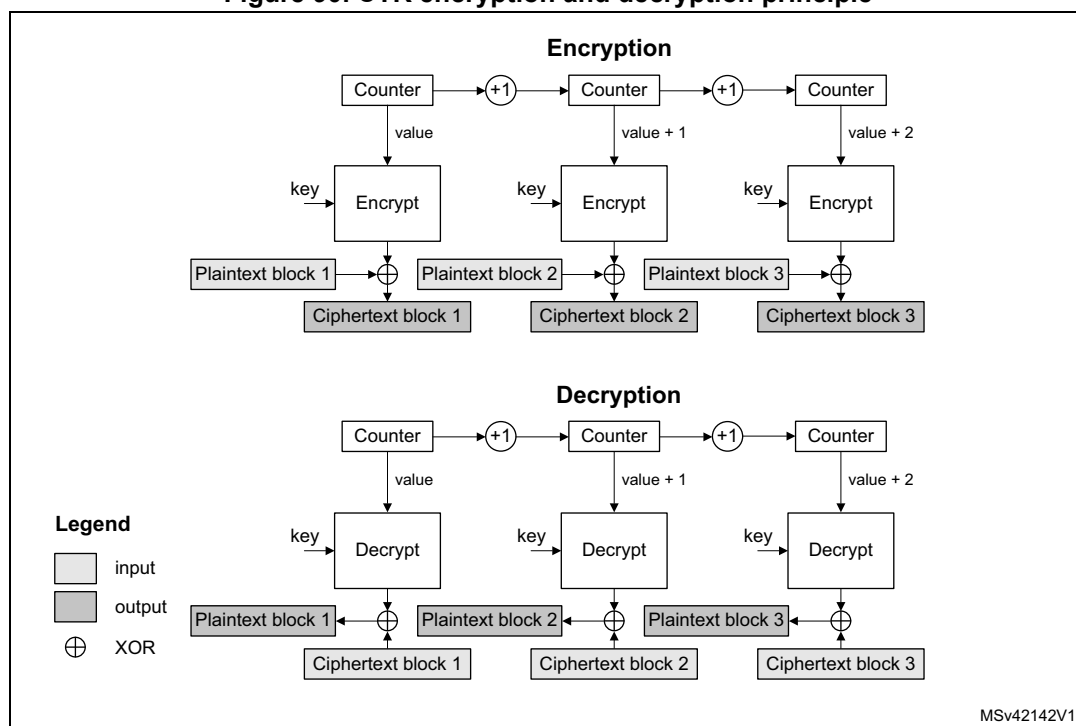 Encryption
Counter +1 Counter +1 Counter
value value + 1 value + 2
key Encrypt key Encrypt key Encrypt
Plaintext block 1 Plaintext block 2 Plaintext block 3
Ciphertext block 1 Ciphertext block 2 Ciphertext block 3
Decryption
Counter +1 Counter +1 Counter
value value + 1 value + 2
key Decrypt key Decrypt key Decrypt
Plaintext block 1 Plaintext block 2 Plaintext block 3
Ciphertext block 1 Ciphertext block 2 Ciphertext block 3
Legend
input
output
XOR
MSv42142V1